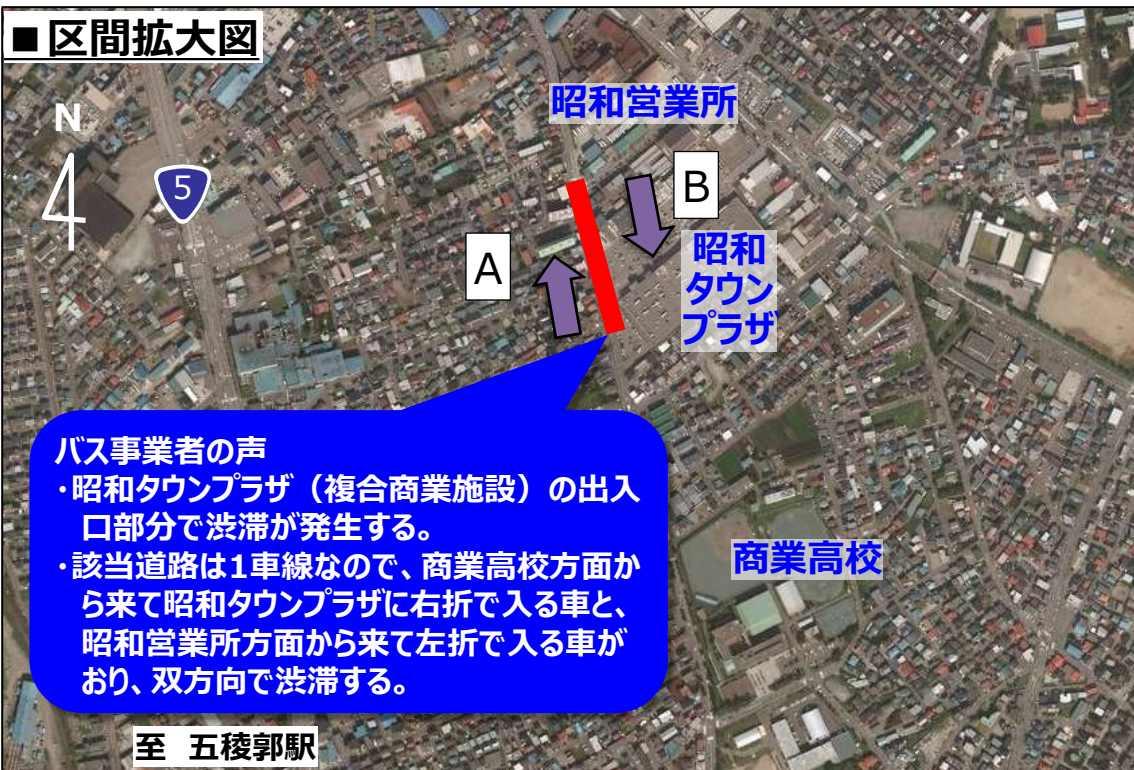 ■区間拡大図
N
5
昭和営業所
B
A
昭和
タウン
プラザ
バス事業者の声
・昭和タウンプラザ（複合商業施設）の出入
口部分で渋滞が発生する。
・該当道路は1車線なので、商業高校方面か
ら来て昭和タウンプラザに右折で入る車と、
昭和営業所方面から来て左折で入る車が
おり、双方向で渋滞する。
商業高校
至 五稜郭駅